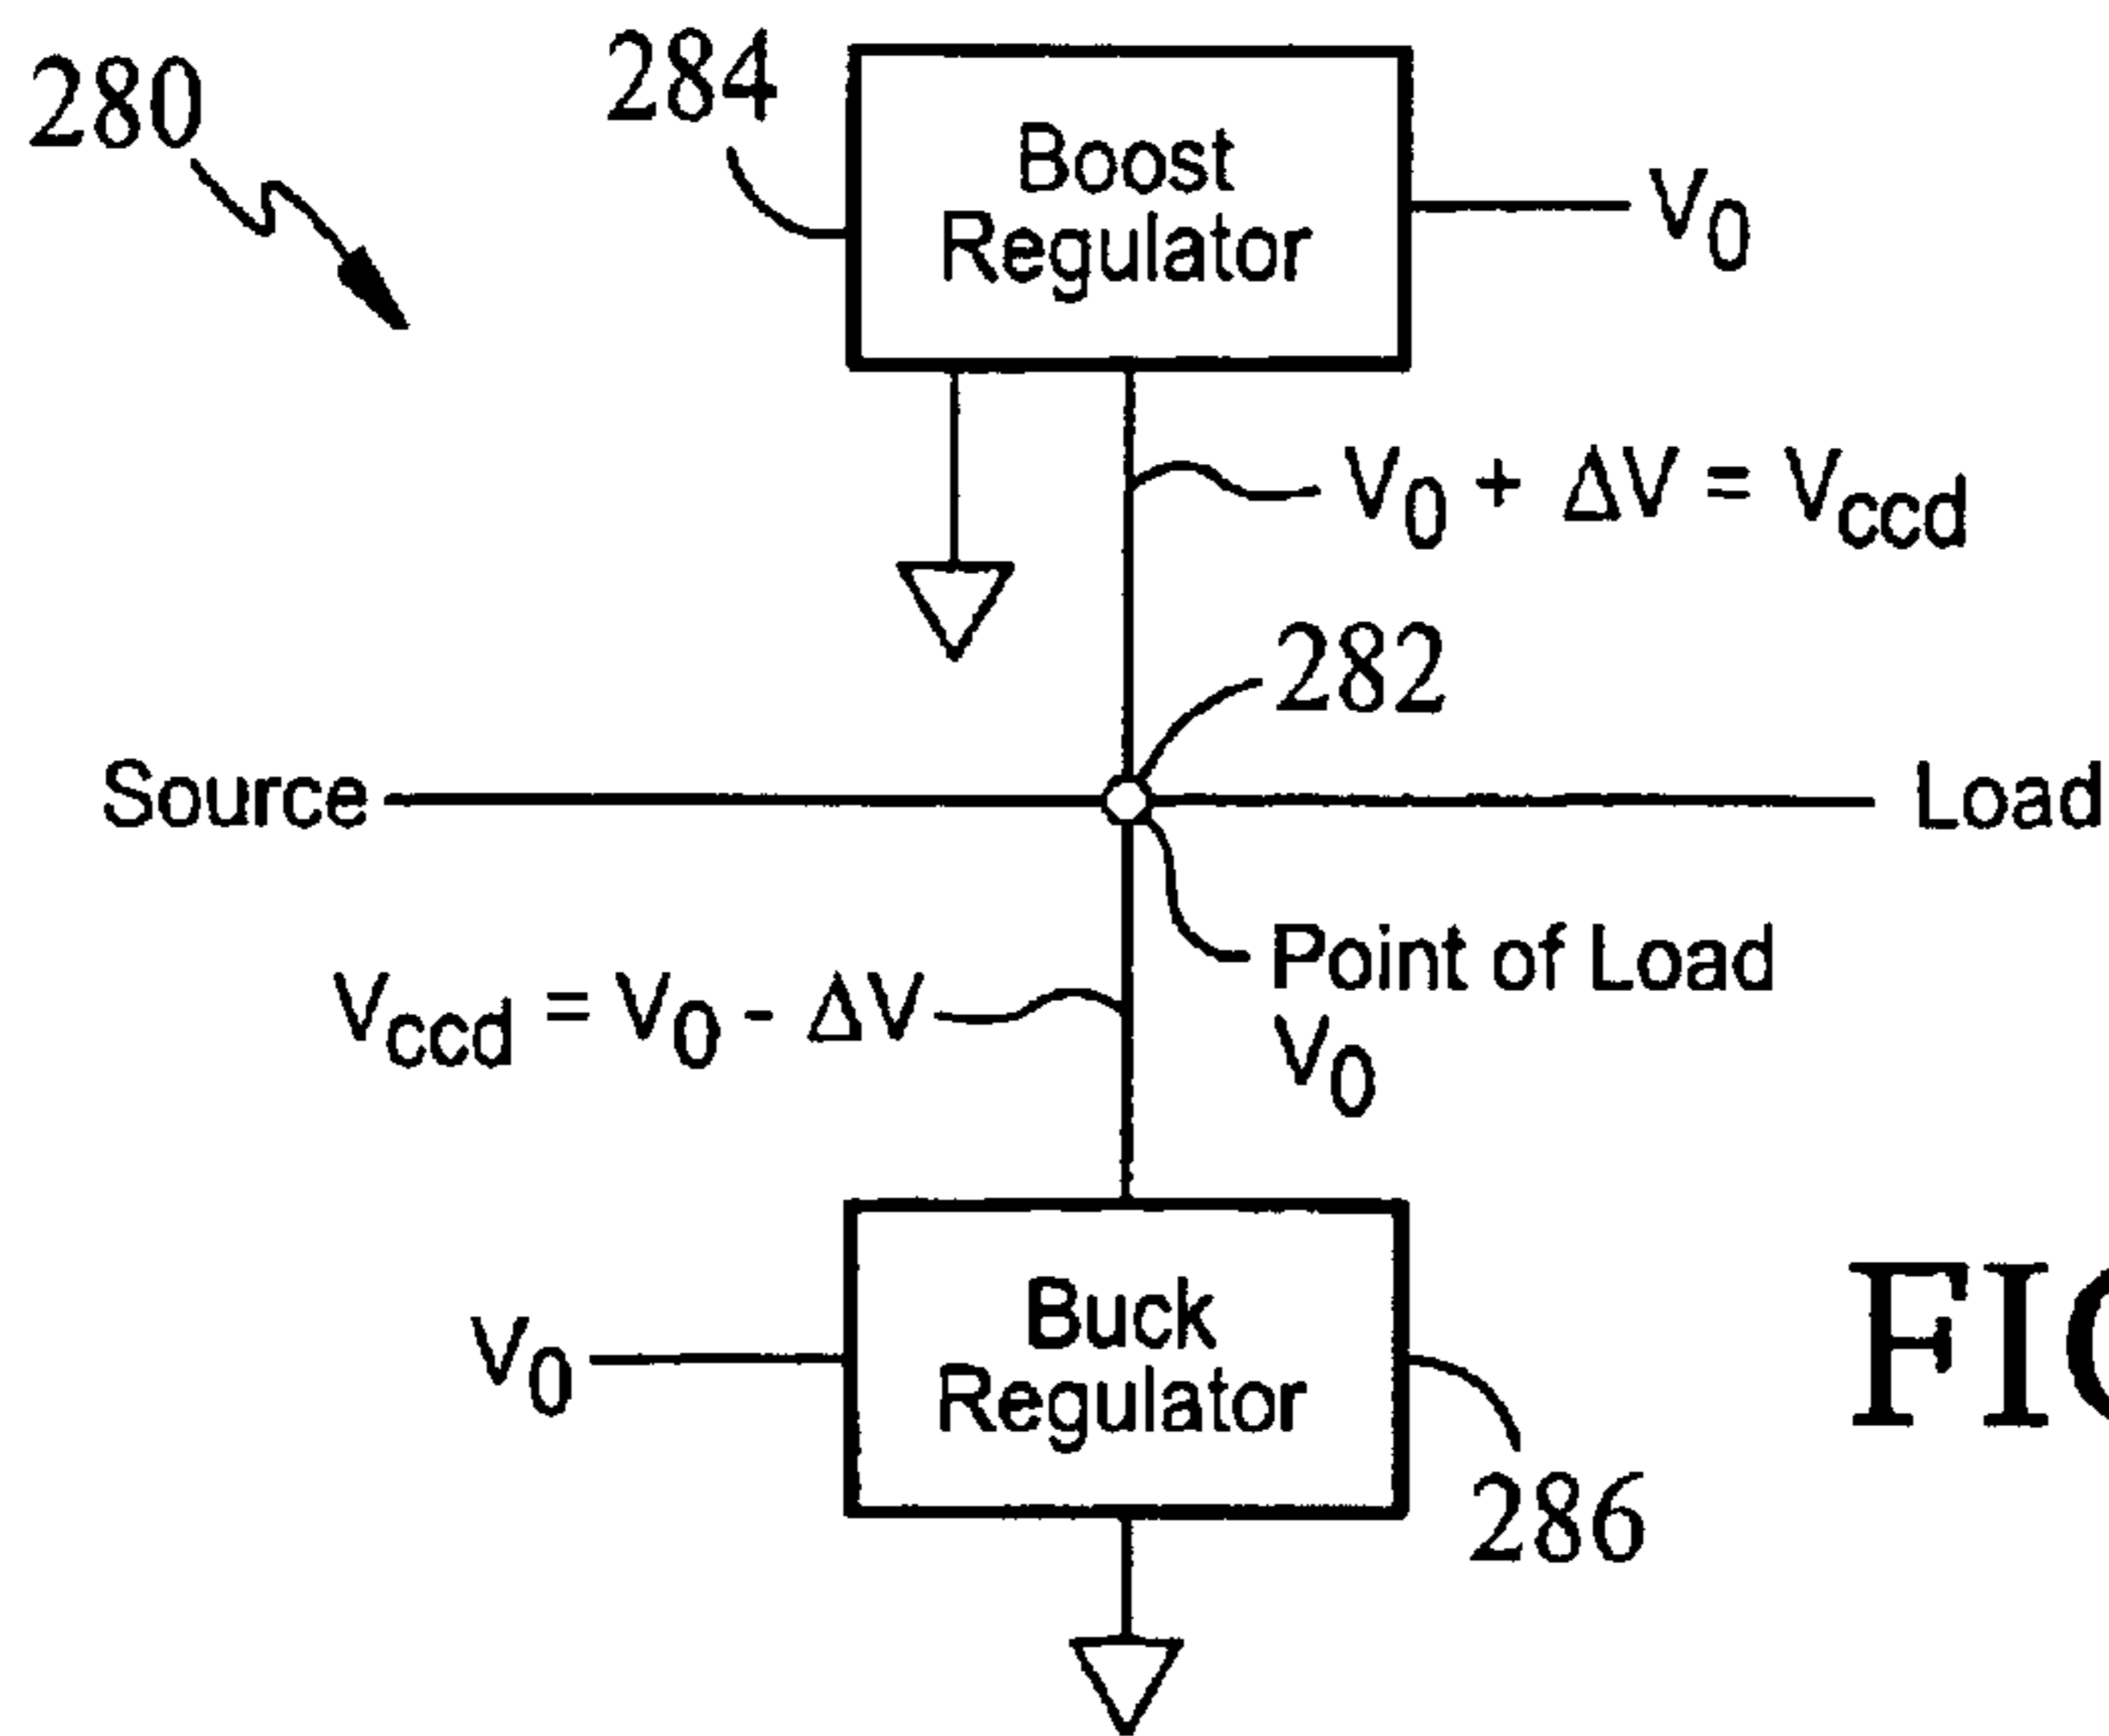 280
284
Boost
Regulator
V0
V0 + ΔV = Vccd
282
Source
Load
Point of Load
V0
Vccd = V0 - ΔV
V0
Buck
Regulator
286